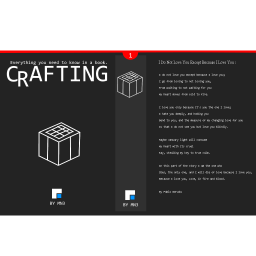 1
Everything you need to know in a book.
CRAFTING
BY MN3
BY MN3
I Do Not Love You Except Because I Love You:
I do not love you except because I love you;
I go from loving to not loving you,
From waiting to not waiting for you
My heart moves from cold to fire.
I love you only because it's you the one I love;
I hate you deeply, and hating you
Bend to you, and the measure of my changing love for you
Is that I do not see you but love you blindly.
Maybe January light will consume
My heart with its cruel
Ray, stealing my key to true calm.
In this part of the story I am the one who
Dies, the only one, and I will die of love because I love you,
Because I love you, Love, in fire and blood.